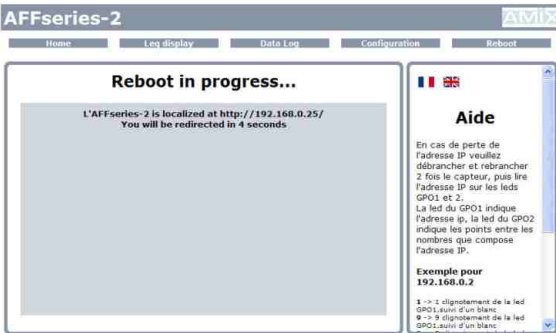 AFFseries-2
AMiX
Home
Leg display
Data Log
Configuration
Reboot
Reboot in progress...
L'AFFseries-2 is localized at http://192.168.0.25/
You will be redirected in 4 seconds
Aide
En cas de perte de
l'adresse IP veuillez
débrancher et rebrancher
2 fois le capteur, puis lire
l'adresse IP sur les leds
GPO1 et 2.
La led du GPO1 indique
l'adresse ip, la led du GPO2
indique les points entre les
nombres que compose
l'adresse IP.
Exemple pour
192.168.0.2
1 -> 1 clignotement de la led
GPO1.suivi d'un blanc
9 -> 9 clignotement de la led
GPO1.suivi d'un blanc